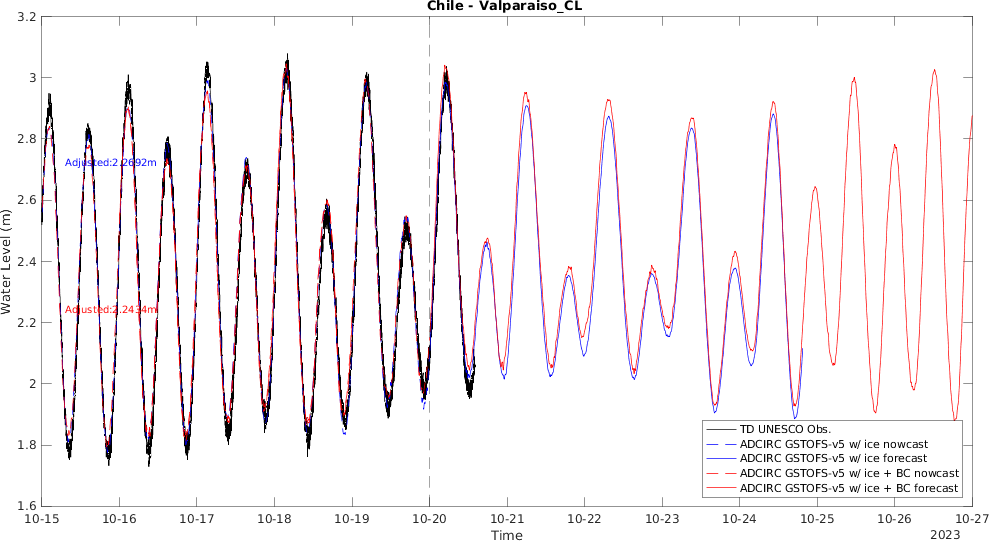 Chile - Valparaiso_CL
3.2
3
2.8
2.6
2.4
2.2
2
1.8
1.6
Water Level (m)
Adjusted:2.2692m
Adjusted:2.2434m
TD UNESCO Obs.
ADCIRC GSTOFS-v5 w/ ice nowcast
ADCIRC GSTOFS-v5 w/ ice forecast
ADCIRC GSTOFS-v5 w/ ice + BC nowcast
ADCIRC GSTOFS-v5 w/ ice + BC forecast
10-15 10-16 10-17 10-18 10-19 10-20 10-21 10-22 10-23 10-24 10-25 10-26 10-27
Time
2023